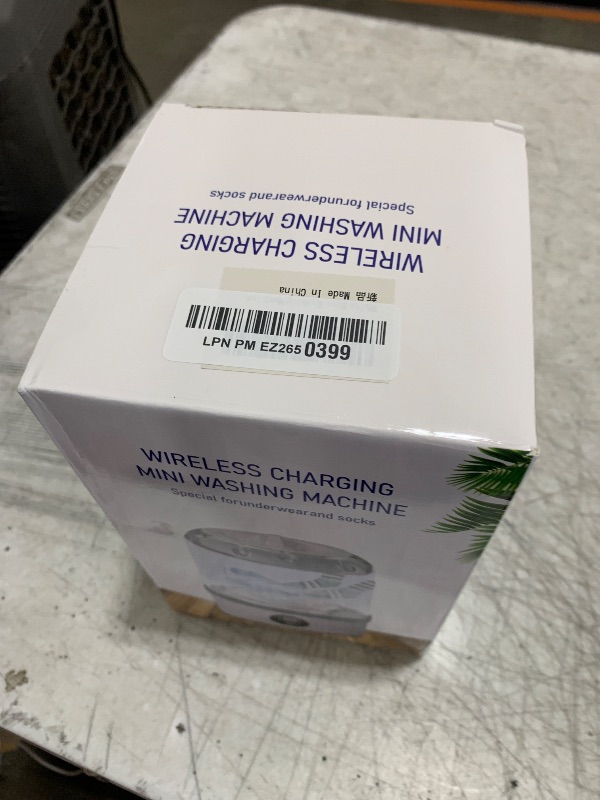 WIRELESS CHARGING
MINI WASHING MACHINE
Special forunderwearand socks
新品 Made In China
LPN PM EZ265 0399
WIRELESS CHARGING
MINI WASHING MACHINE
Special forunderwearand socks